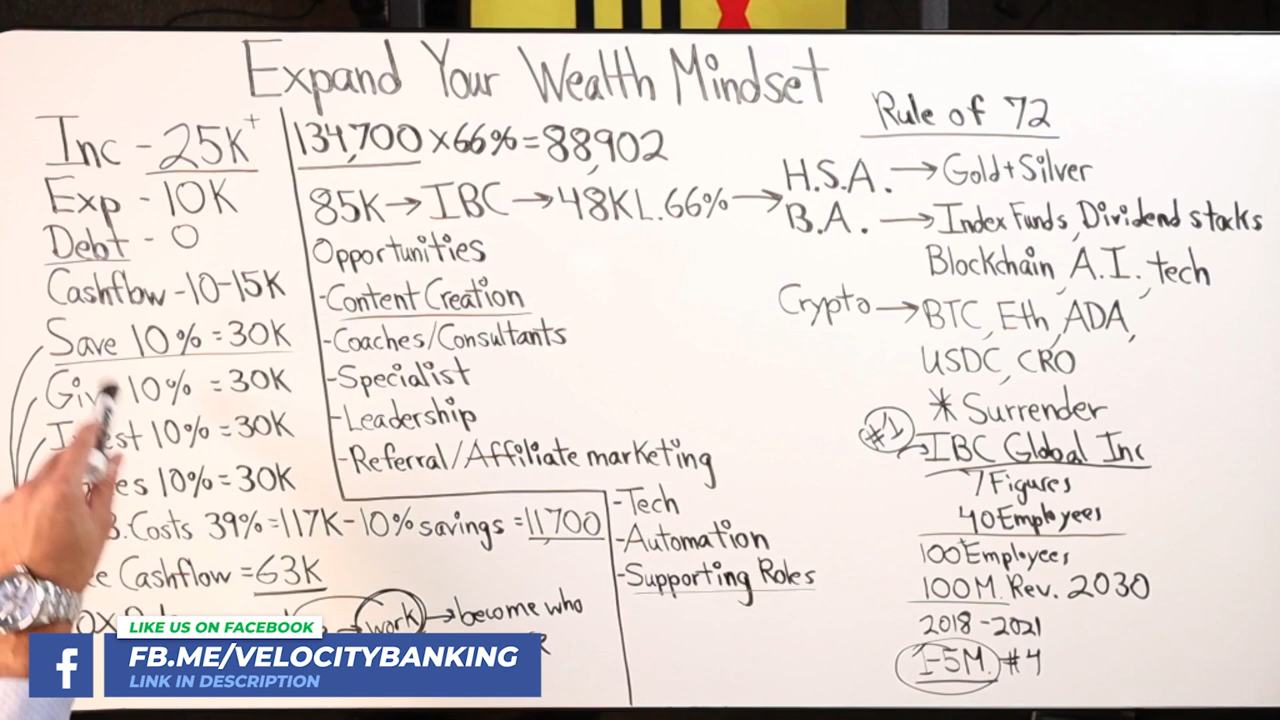 Expand Your Wealth Mindset
Inc - 25K+
Exp - 10K
Debt - 0
Cashflow - 10-15K
Save 10% = 30K
10% = 30K
10% = 30K
10% = 30K
Costs 39% = 117K - 10% savings = 11,700
Cashflow = 63K
work → become who
134,700 x 66% = 88,902
85K → IBC → 48K L. 66% →
Opportunities
- Content Creation
- Coaches/Consultants
- Specialist
- Leadership
- Referral/Affiliate marketing
- Tech
- Automation
- Supporting Roles
Rule of 72
H.S.A. → Gold + Silver
B.A. → Index Funds, Dividend stocks
Blockchain, A.I., tech
Crypto → BTC, Eth, ADA,
USDC, CRO
* Surrender
#1 → IBC Global Inc
7 Figures
40 Employees
100+ Employees
100M. Rev. 2030
2018 - 2021
1-5M. #4
LIKE US ON FACEBOOK
FB.ME/VELOCITYBANKING
LINK IN DESCRIPTION